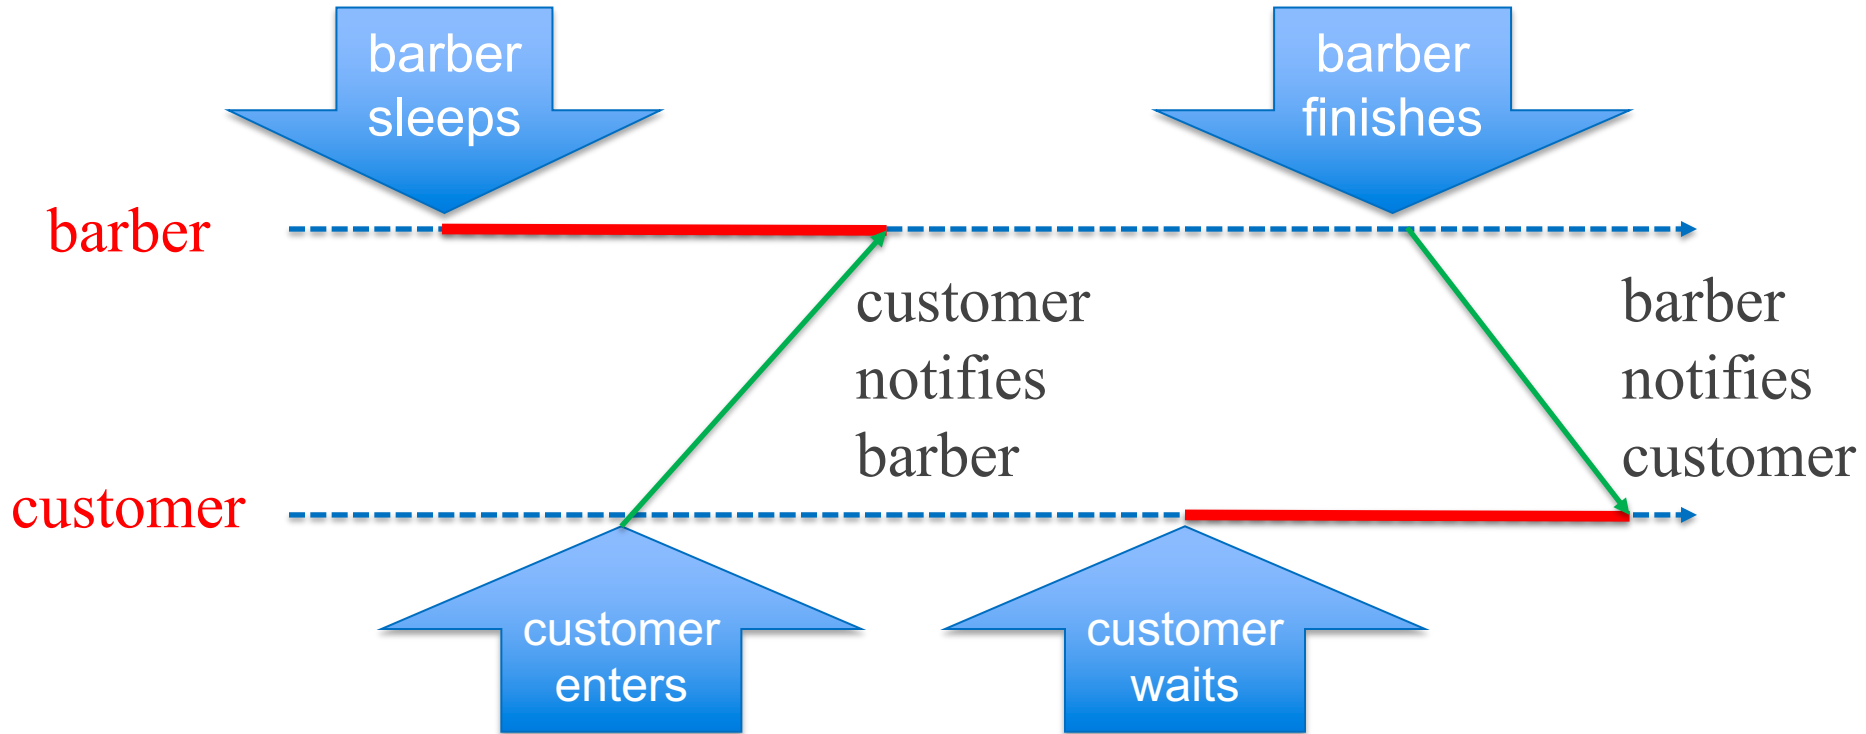 barber
sleeps
barber
finishes
barber
customer
notifies
barber
barber
notifies
customer
customer
customer
enters
customer
waits